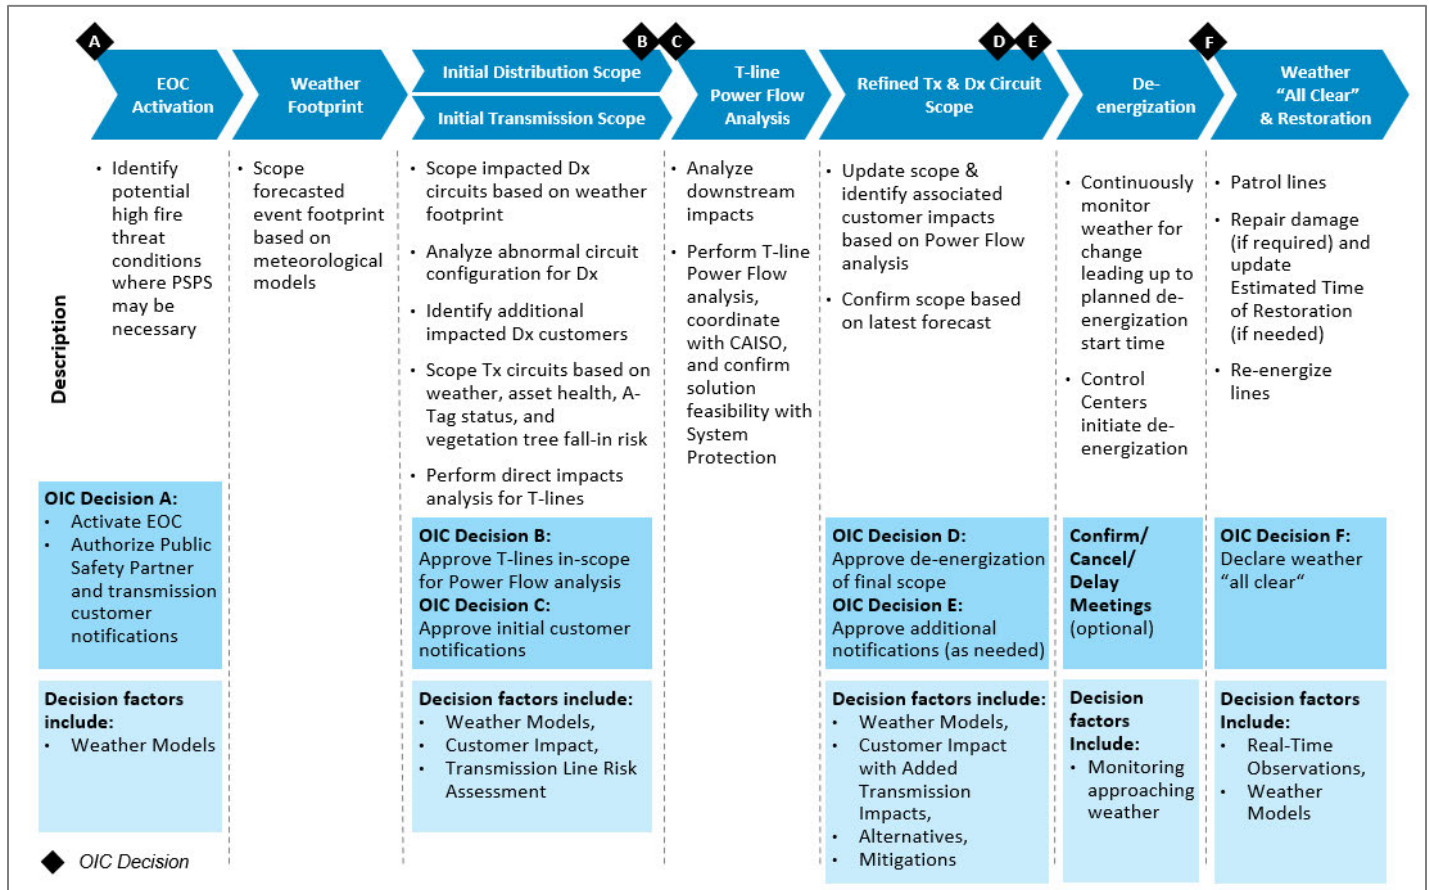 A
B
C
D
E
F
EOC
Activation
Weather
Footprint
Initial Distribution Scope
Initial Transmission Scope
T-line
Power Flow
Analysis
Refined Tx & Dx Circuit
Scope
De-
energization
Weather
“All Clear”
& Restoration
Description
• Identify
potential
high fire
threat
conditions
where PSPS
may be
necessary
• Scope
forecasted
event footprint
based on
meteorological
models
• Scope impacted Dx
circuits based on weather
footprint
• Analyze abnormal circuit
configuration for Dx
• Identify additional
impacted Dx customers
• Scope Tx circuits based on
weather, asset health, A-
Tag status, and
vegetation tree fall-in risk
• Perform direct impacts
analysis for T-lines
• Analyze
downstream
impacts
• Perform T-line
Power Flow
analysis,
coordinate
with CAISO,
and confirm
solution
feasibility with
System
Protection
• Update scope &
identify associated
customer impacts
based on Power Flow
analysis
• Confirm scope based
on latest forecast
• Continuously
monitor
weather for
change
leading up to
planned de-
energization
start time
• Control
Centers
initiate de-
energization
• Patrol lines
• Repair damage
(if required) and
update
Estimated Time
of Restoration
(if needed)
• Re-energize
lines
OIC Decision A:
• Activate EOC
• Authorize Public
Safety Partner
and transmission
customer
notifications
OIC Decision B:
Approve T-lines in-scope
for Power Flow analysis
OIC Decision C:
Approve initial customer
notifications
OIC Decision D:
Approve de-energization
of final scope
OIC Decision E:
Approve additional
notifications (as needed)
Confirm/
Cancel/
Delay
Meetings
(optional)
OIC Decision F:
Declare weather
“all clear“
Decision factors
include:
• Weather Models
Decision factors include:
• Weather Models,
• Customer Impact,
• Transmission Line Risk
Assessment
Decision factors include:
• Weather Models,
• Customer Impact
with Added
Transmission
Impacts,
• Alternatives,
• Mitigations
Decision
factors
Include:
• Monitoring
approaching
weather
Decision factors
Include:
• Real-Time
Observations,
• Weather
Models
OIC Decision